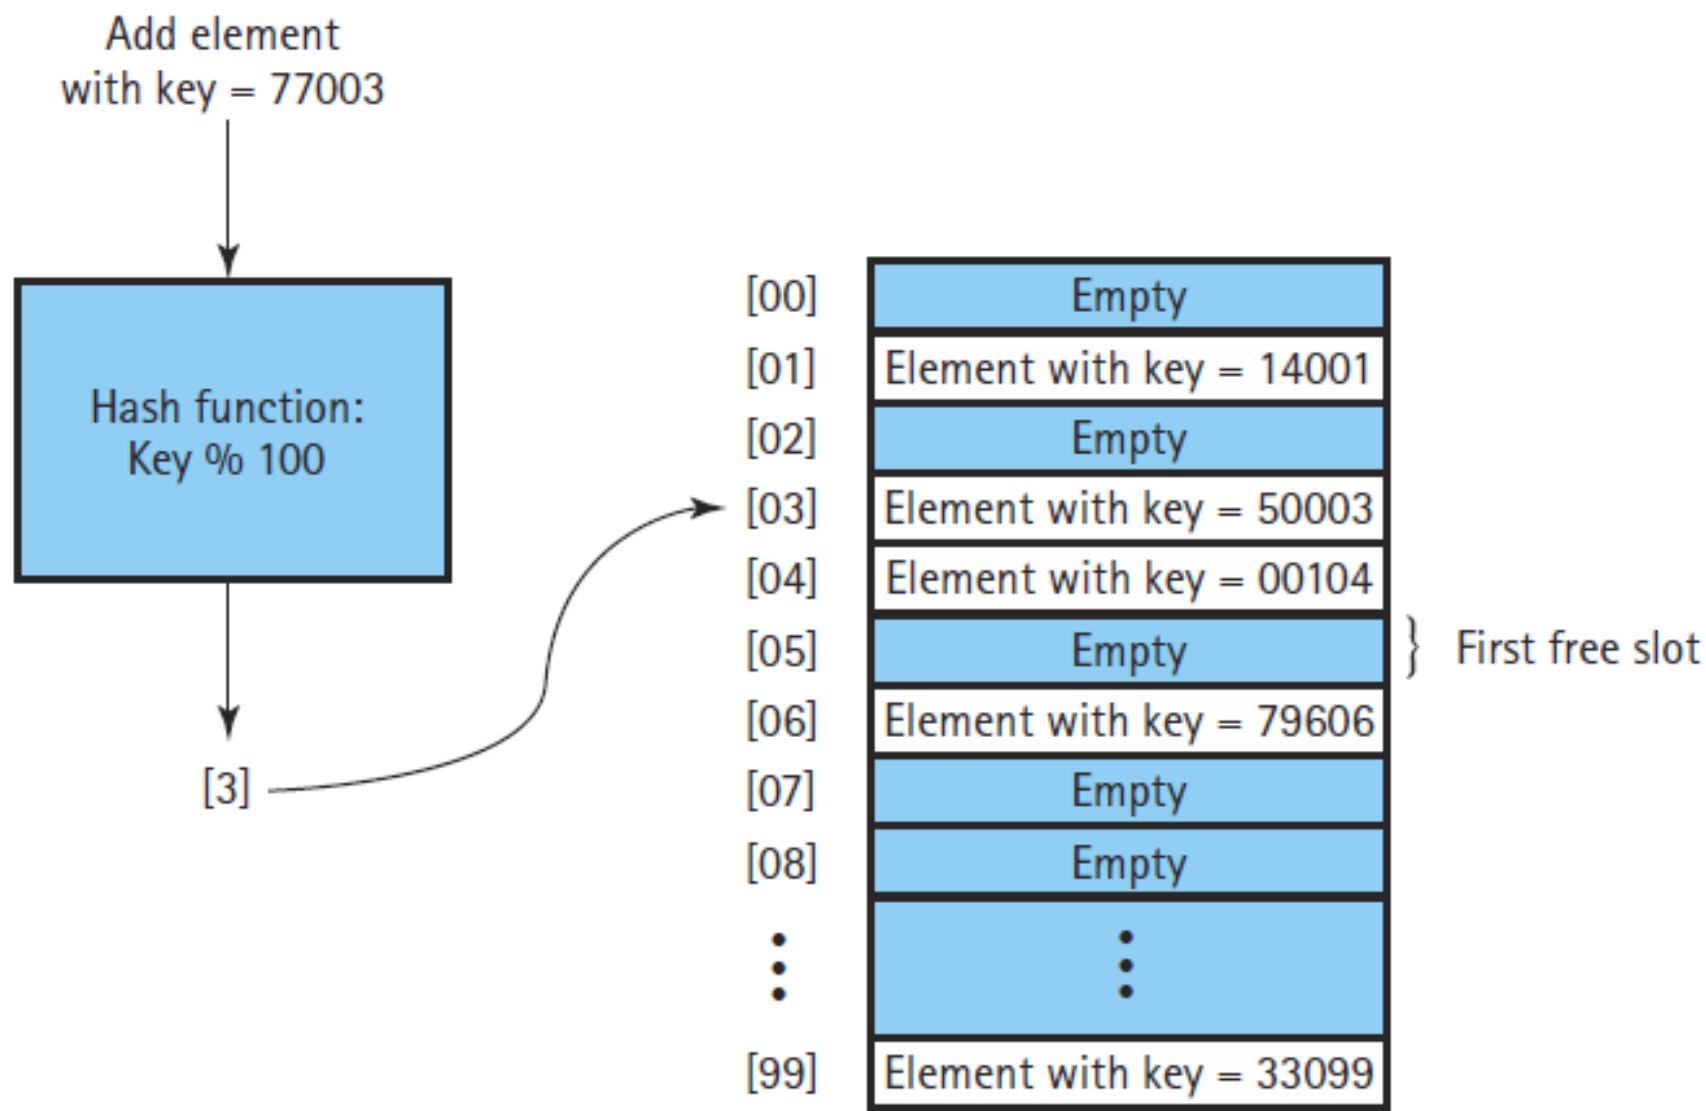 Add element
with key = 77003
Hash function:
Key % 100
[3]
[00] Empty
[01] Element with key = 14001
[02] Empty
[03] Element with key = 50003
[04] Element with key = 00104
[05] Empty } First free slot
[06] Element with key = 79606
[07] Empty
[08] Empty
[99] Element with key = 33099